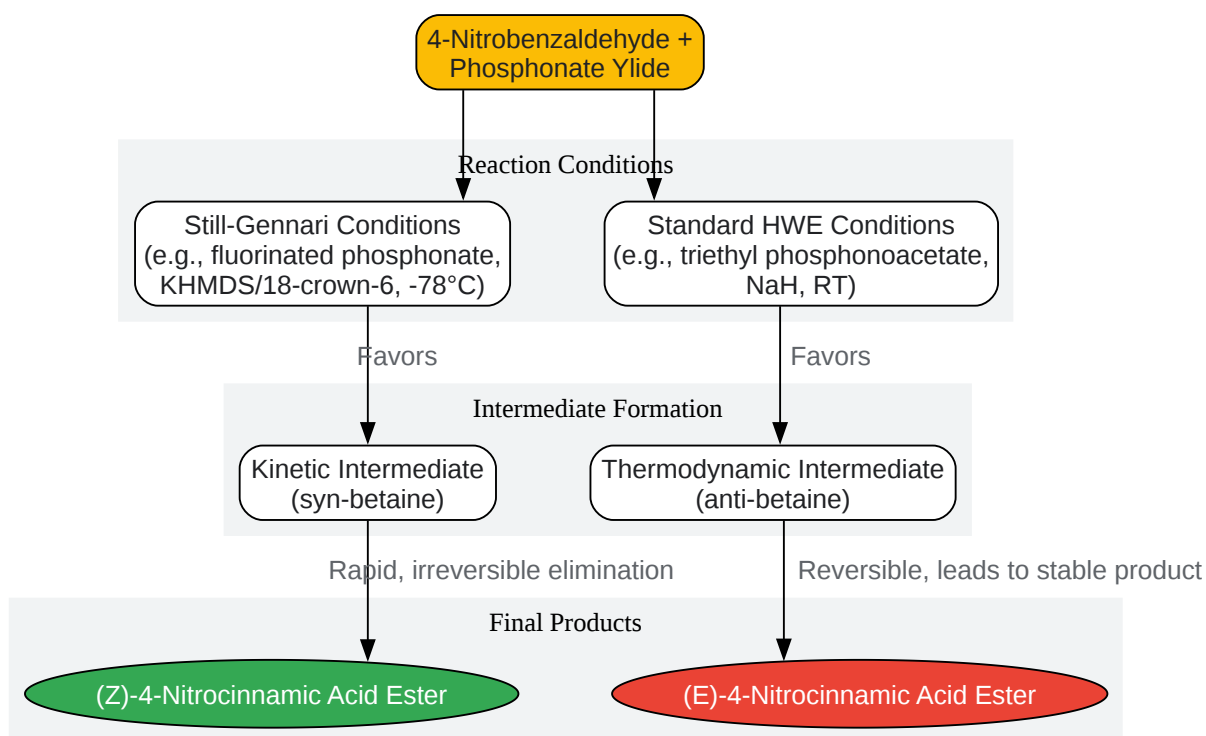 4-Nitrobenzaldehyde +
Phosphonate Ylide
Reaction Conditions
Still-Gennari Conditions
(e.g., fluorinated phosphonate,
KHMDS/18-crown-6, -78°C)
Standard HWE Conditions
(e.g., triethyl phosphonoacetate,
NaH, RT)
Favors
Favors
Intermediate Formation
Kinetic Intermediate
(syn-betaine)
Thermodynamic Intermediate
(anti-betaine)
Rapid, irreversible elimination
Reversible, leads to stable product
Final Products
(Z)-4-Nitrocinnamic Acid Ester
(E)-4-Nitrocinnamic Acid Ester